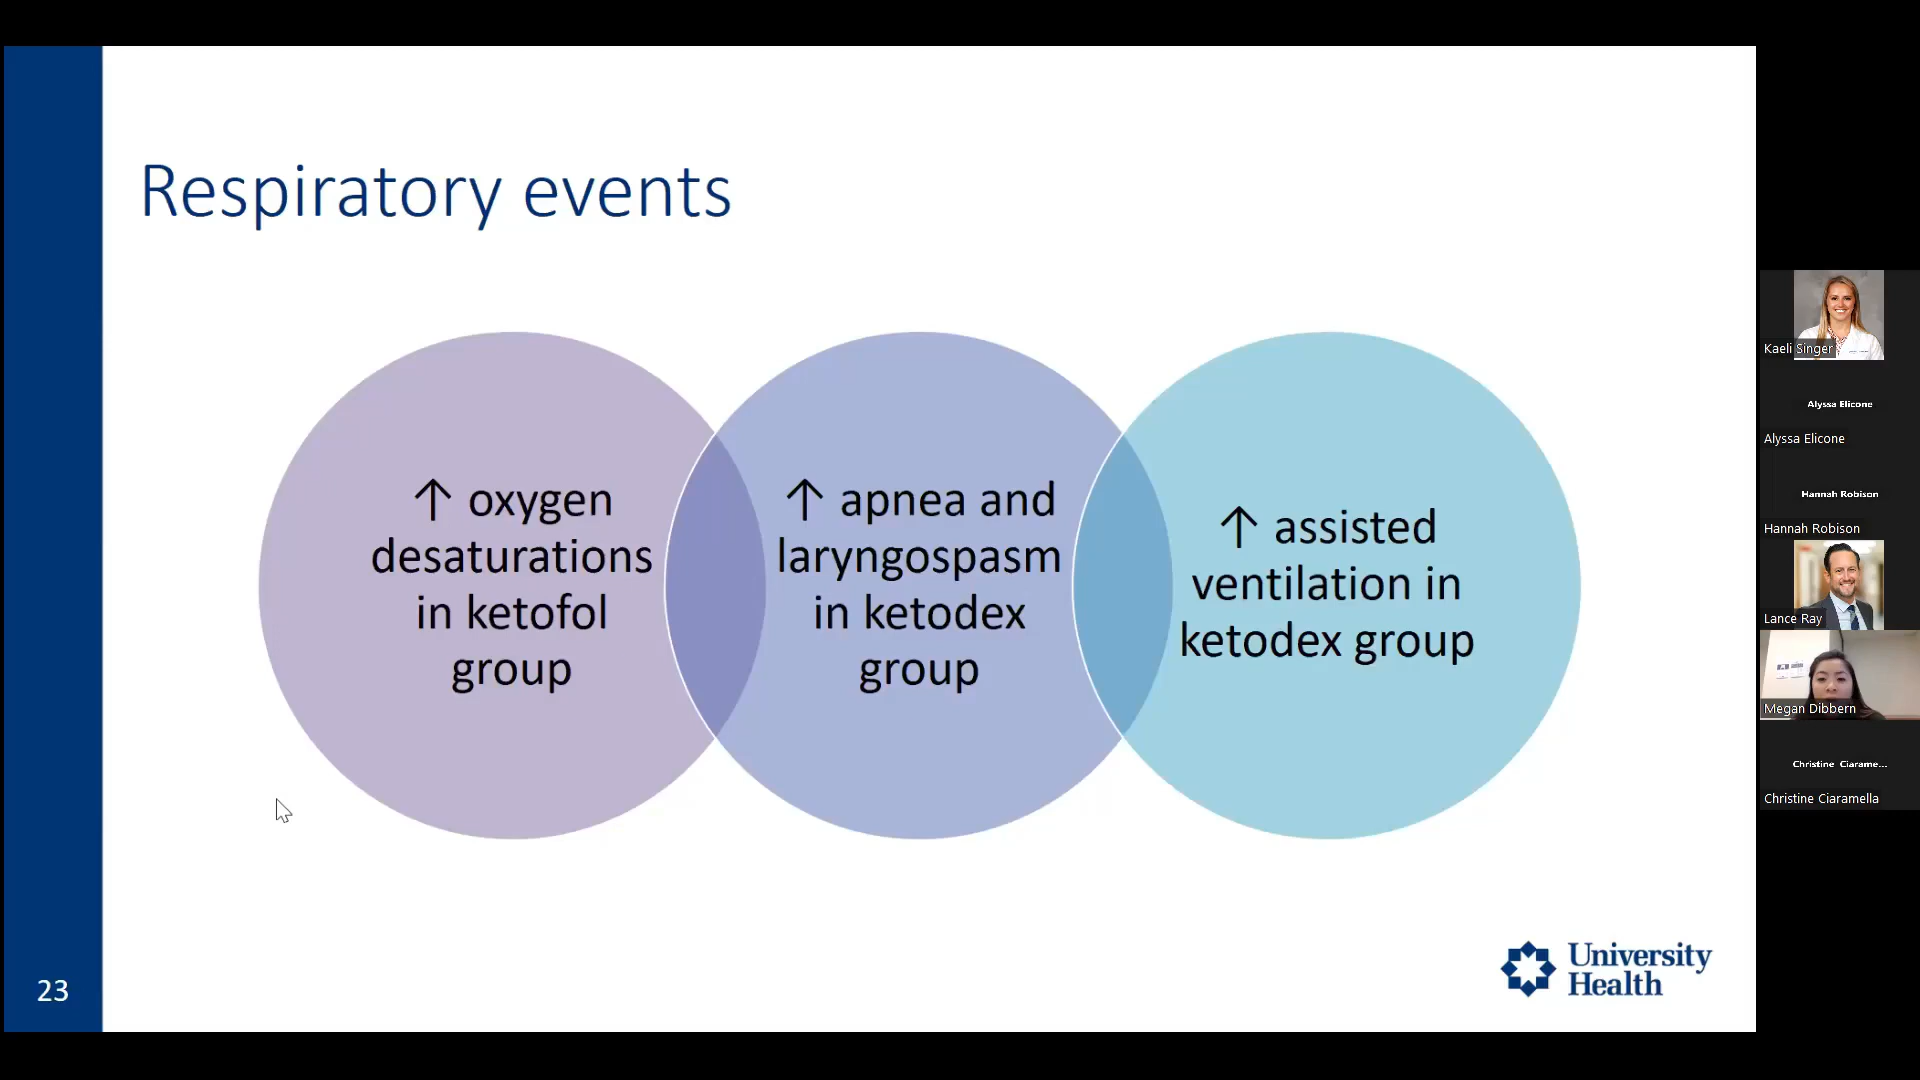 Respiratory events
↑ oxygen
desaturations
in ketofol
group
↑ apnea and
laryngospasm
in ketodex
group
↑ assisted
ventilation in
ketodex group
23
University
Health
Kaeli Singer
Alyssa Elicone
Alyssa Elicone
Hannah Robison
Hannah Robison
Lance Ray
Megan Dibbern
Christine Ciarame...
Christine Ciaramella